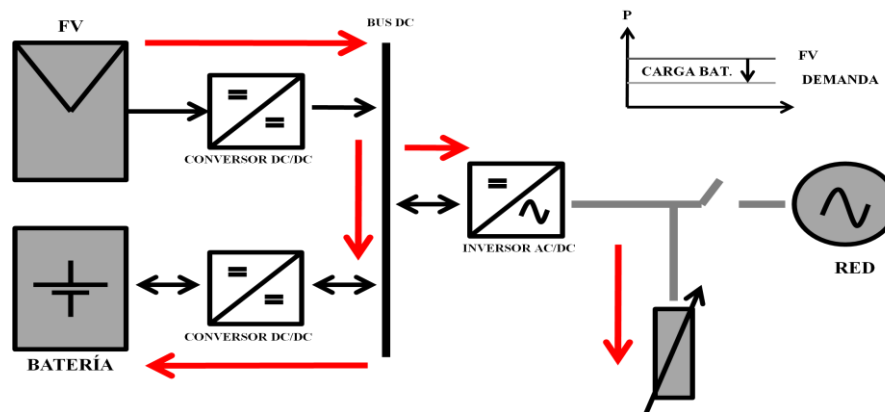 FV
BUS DC
P
FV
CARGA BAT.
DEMANDA
CONVERSOR DC/DC
INVERSOR AC/DC
RED
CONVERSOR DC/DC
BATERÍA